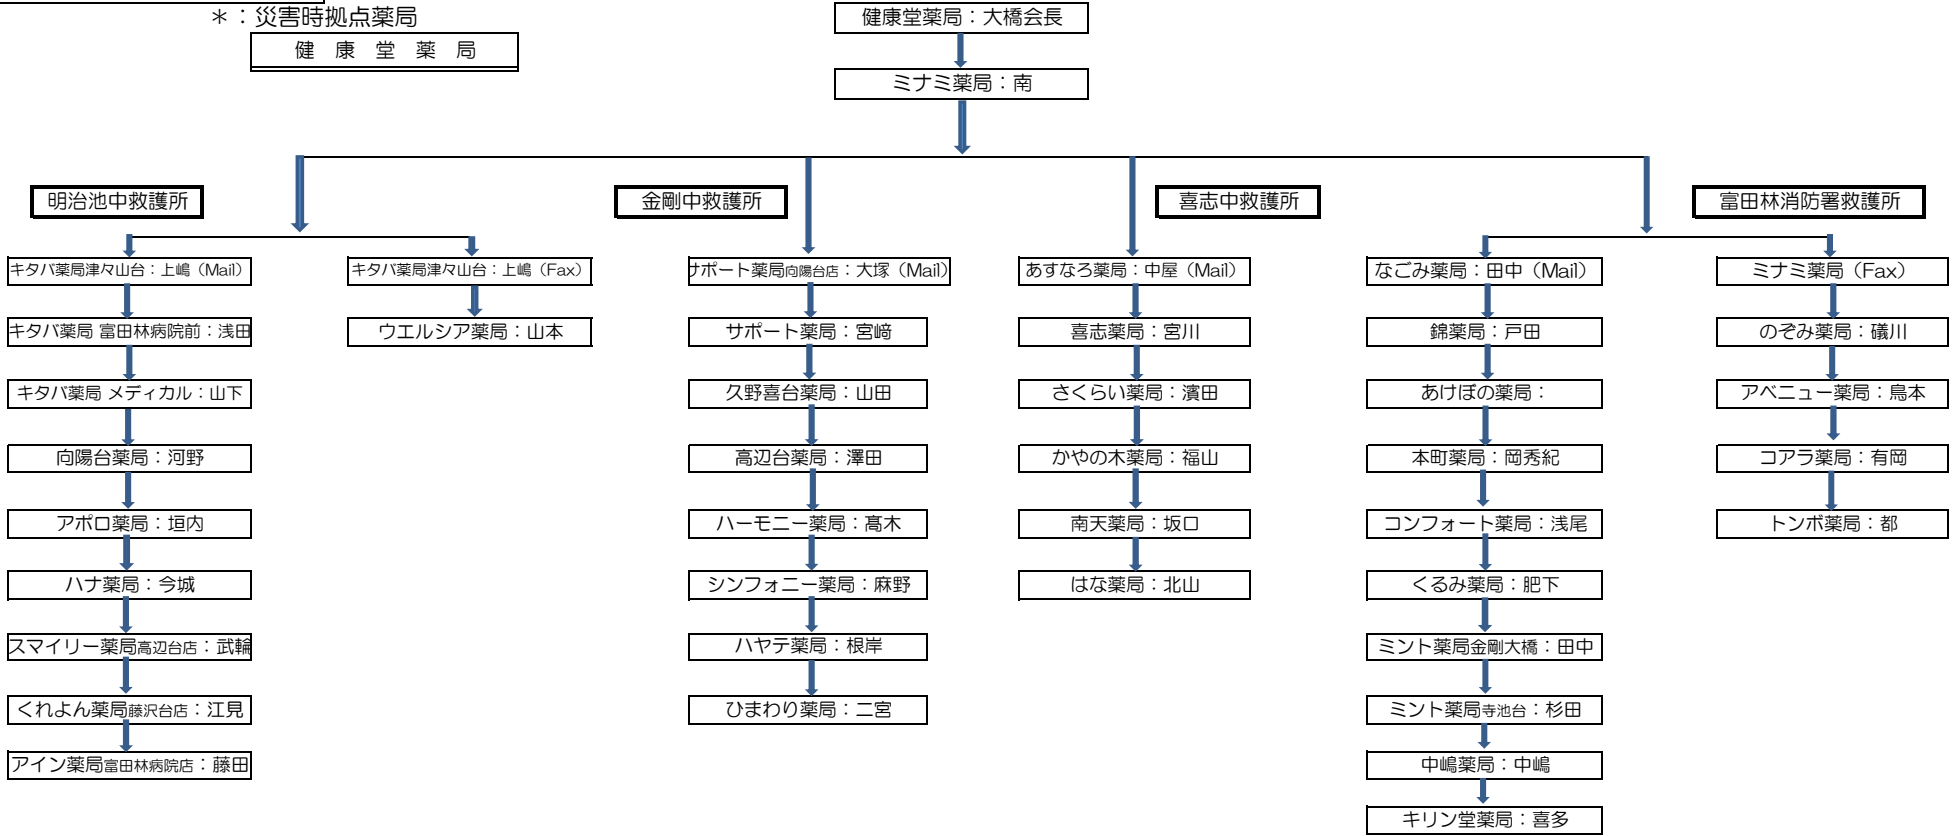 ＊：災害時拠点薬局
健 康 堂 薬 局
健康堂薬局：大橋会長
ミナミ薬局：南
明治池中救護所
キタバ薬局津々山台：上嶋（Mail）
キタバ薬局 富田林病院前：浅田
キタバ薬局 メディカル：山下
向陽台薬局：河野
アポロ薬局：垣内
ハナ薬局：今城
スマイリー薬局高辺台店：武輪
くれよん薬局藤沢台店：江見
アイン薬局富田林病院店：藤田
キタバ薬局津々山台：上嶋（Fax）
ウエルシア薬局：山本
金剛中救護所
サポート薬局向陽台店：大塚（Mail）
サポート薬局：宮﨑
久野喜台薬局：山田
高辺台薬局：澤田
ハーモニー薬局：髙木
シンフォニー薬局：麻野
ハヤテ薬局：根岸
ひまわり薬局：二宮
喜志中救護所
あすなろ薬局：中屋（Mail）
喜志薬局：宮川
さくらい薬局：濱田
かやの木薬局：福山
南天薬局：坂口
はな薬局：北山
富田林消防署救護所
なごみ薬局：田中（Mail）
錦薬局：戸田
あけぼの薬局：
本町薬局：岡秀紀
コンフォート薬局：浅尾
くるみ薬局：肥下
ミント薬局金剛大橋：田中
ミント薬局寺池台：杉田
中嶋薬局：中嶋
キリン堂薬局：喜多
ミナミ薬局（Fax）
のぞみ薬局：礒川
アベニュー薬局：鳥本
コアラ薬局：有岡
トンボ薬局：都